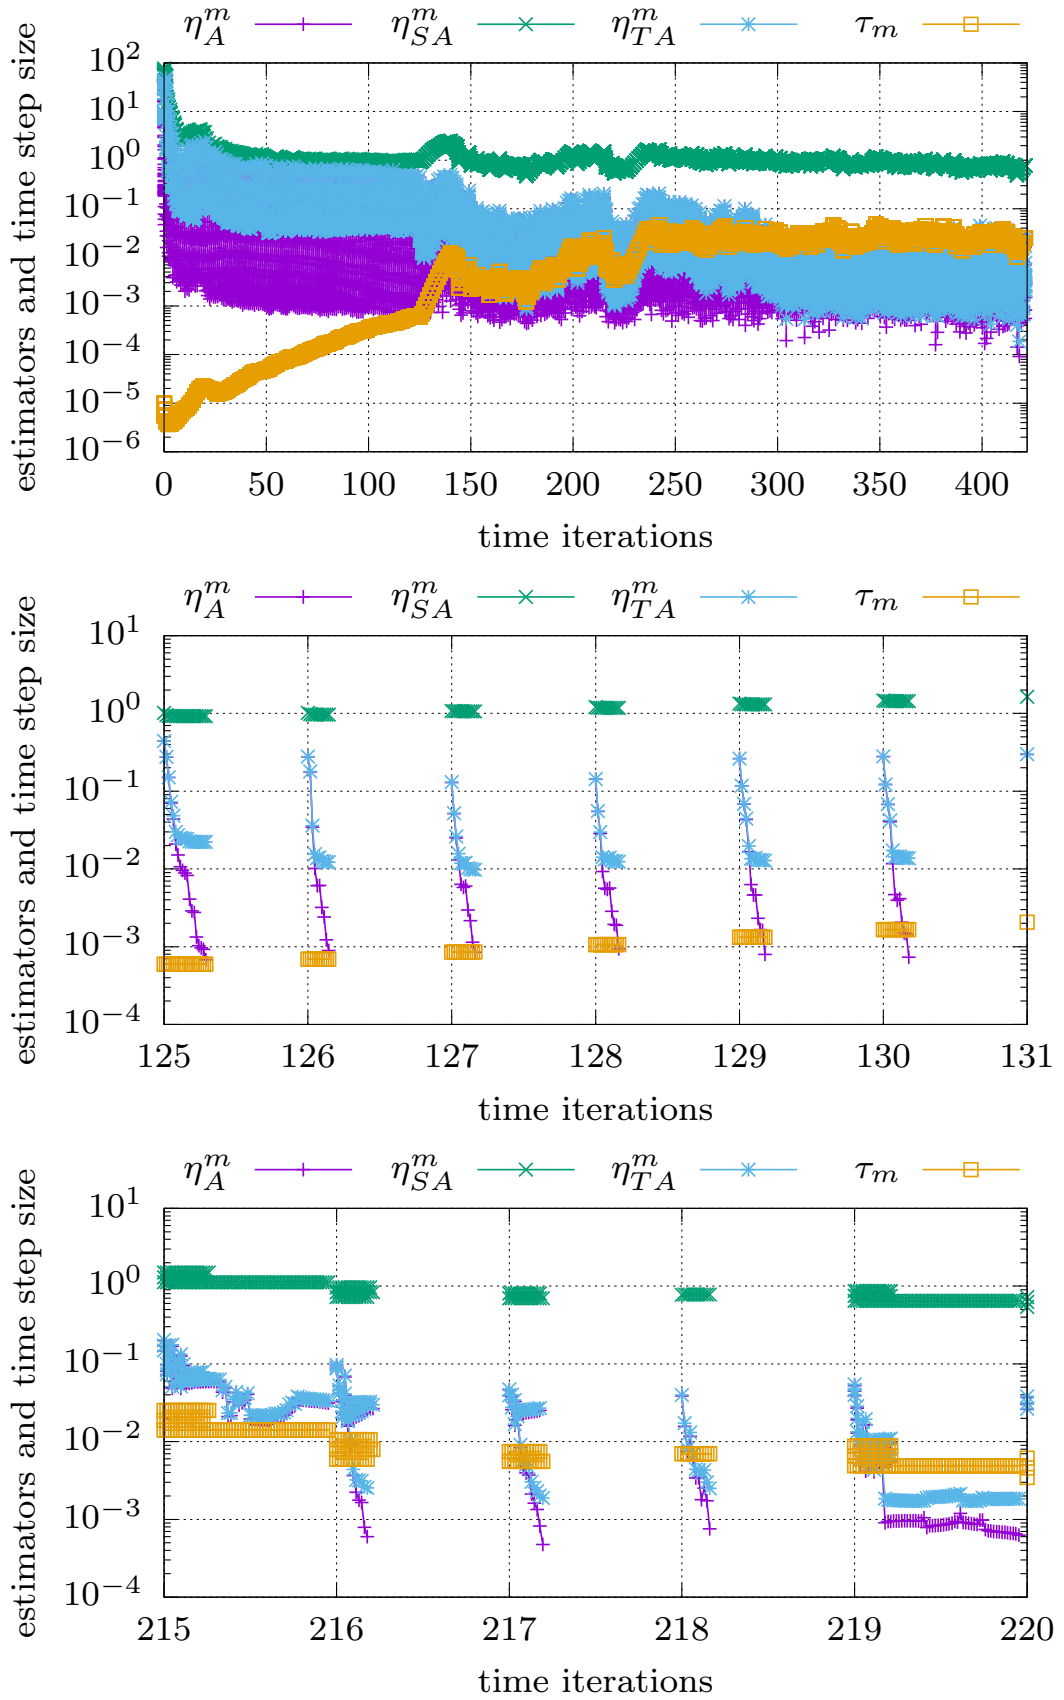 η_A^m η_SA^m η_TA^m τ_m
estimators and time step size
10^2
10^1
10^0
10^−1
10^−2
10^−3
10^−4
10^−5
10^−6
0 50 100 150 200 250 300 350 400
time iterations
η_A^m η_SA^m η_TA^m τ_m
estimators and time step size
10^1
10^0
10^−1
10^−2
10^−3
10^−4
125 126 127 128 129 130 131
time iterations
η_A^m η_SA^m η_TA^m τ_m
estimators and time step size
10^1
10^0
10^−1
10^−2
10^−3
10^−4
215 216 217 218 219 220
time iterations